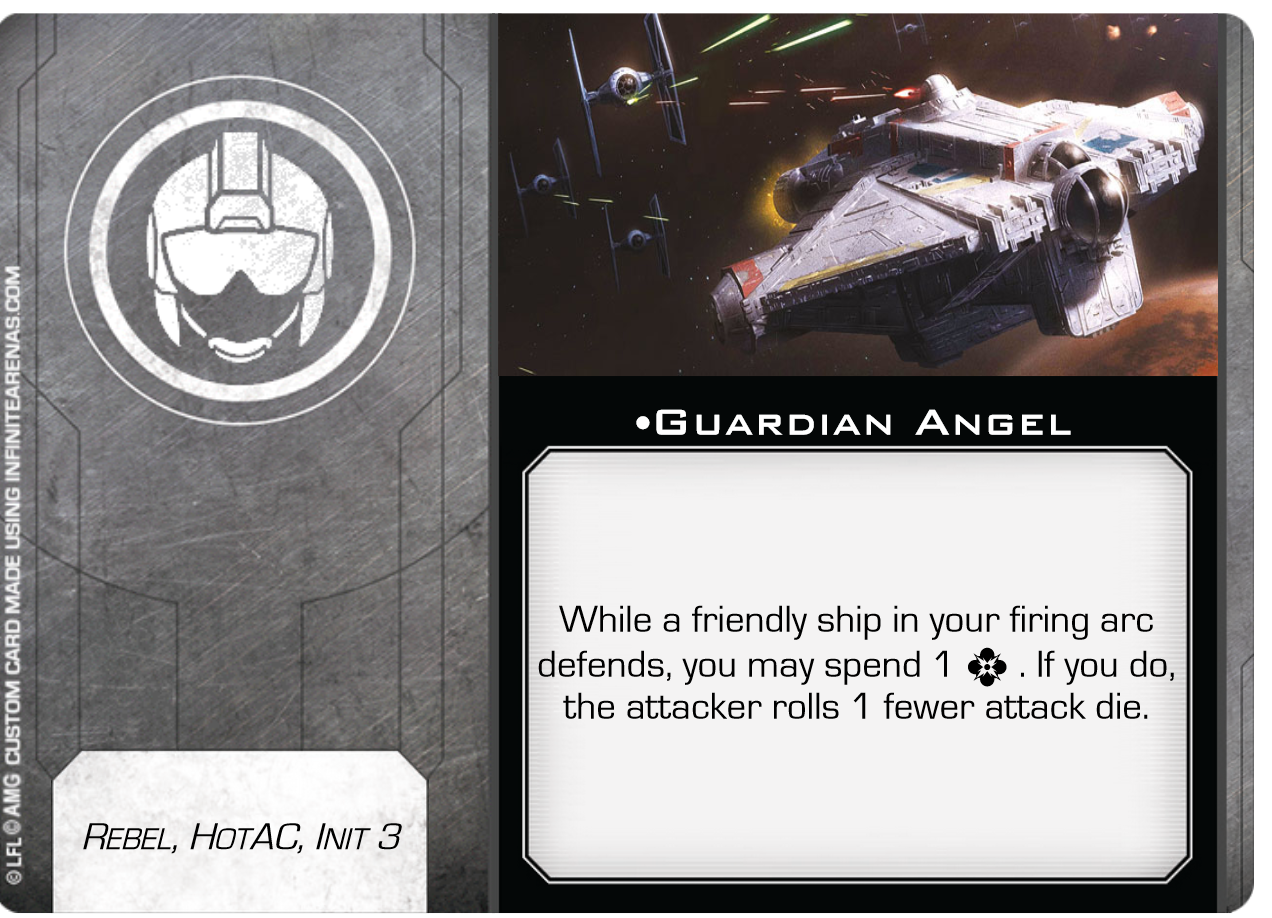 •Guardian Angel
While a friendly ship in your firing arc
defends, you may spend 1 . If you do,
the attacker rolls 1 fewer attack die.
Rebel, HotAC, Init 3
©LFL ©AMG CUSTOM CARD MADE USING INFINITEARENAS.COM